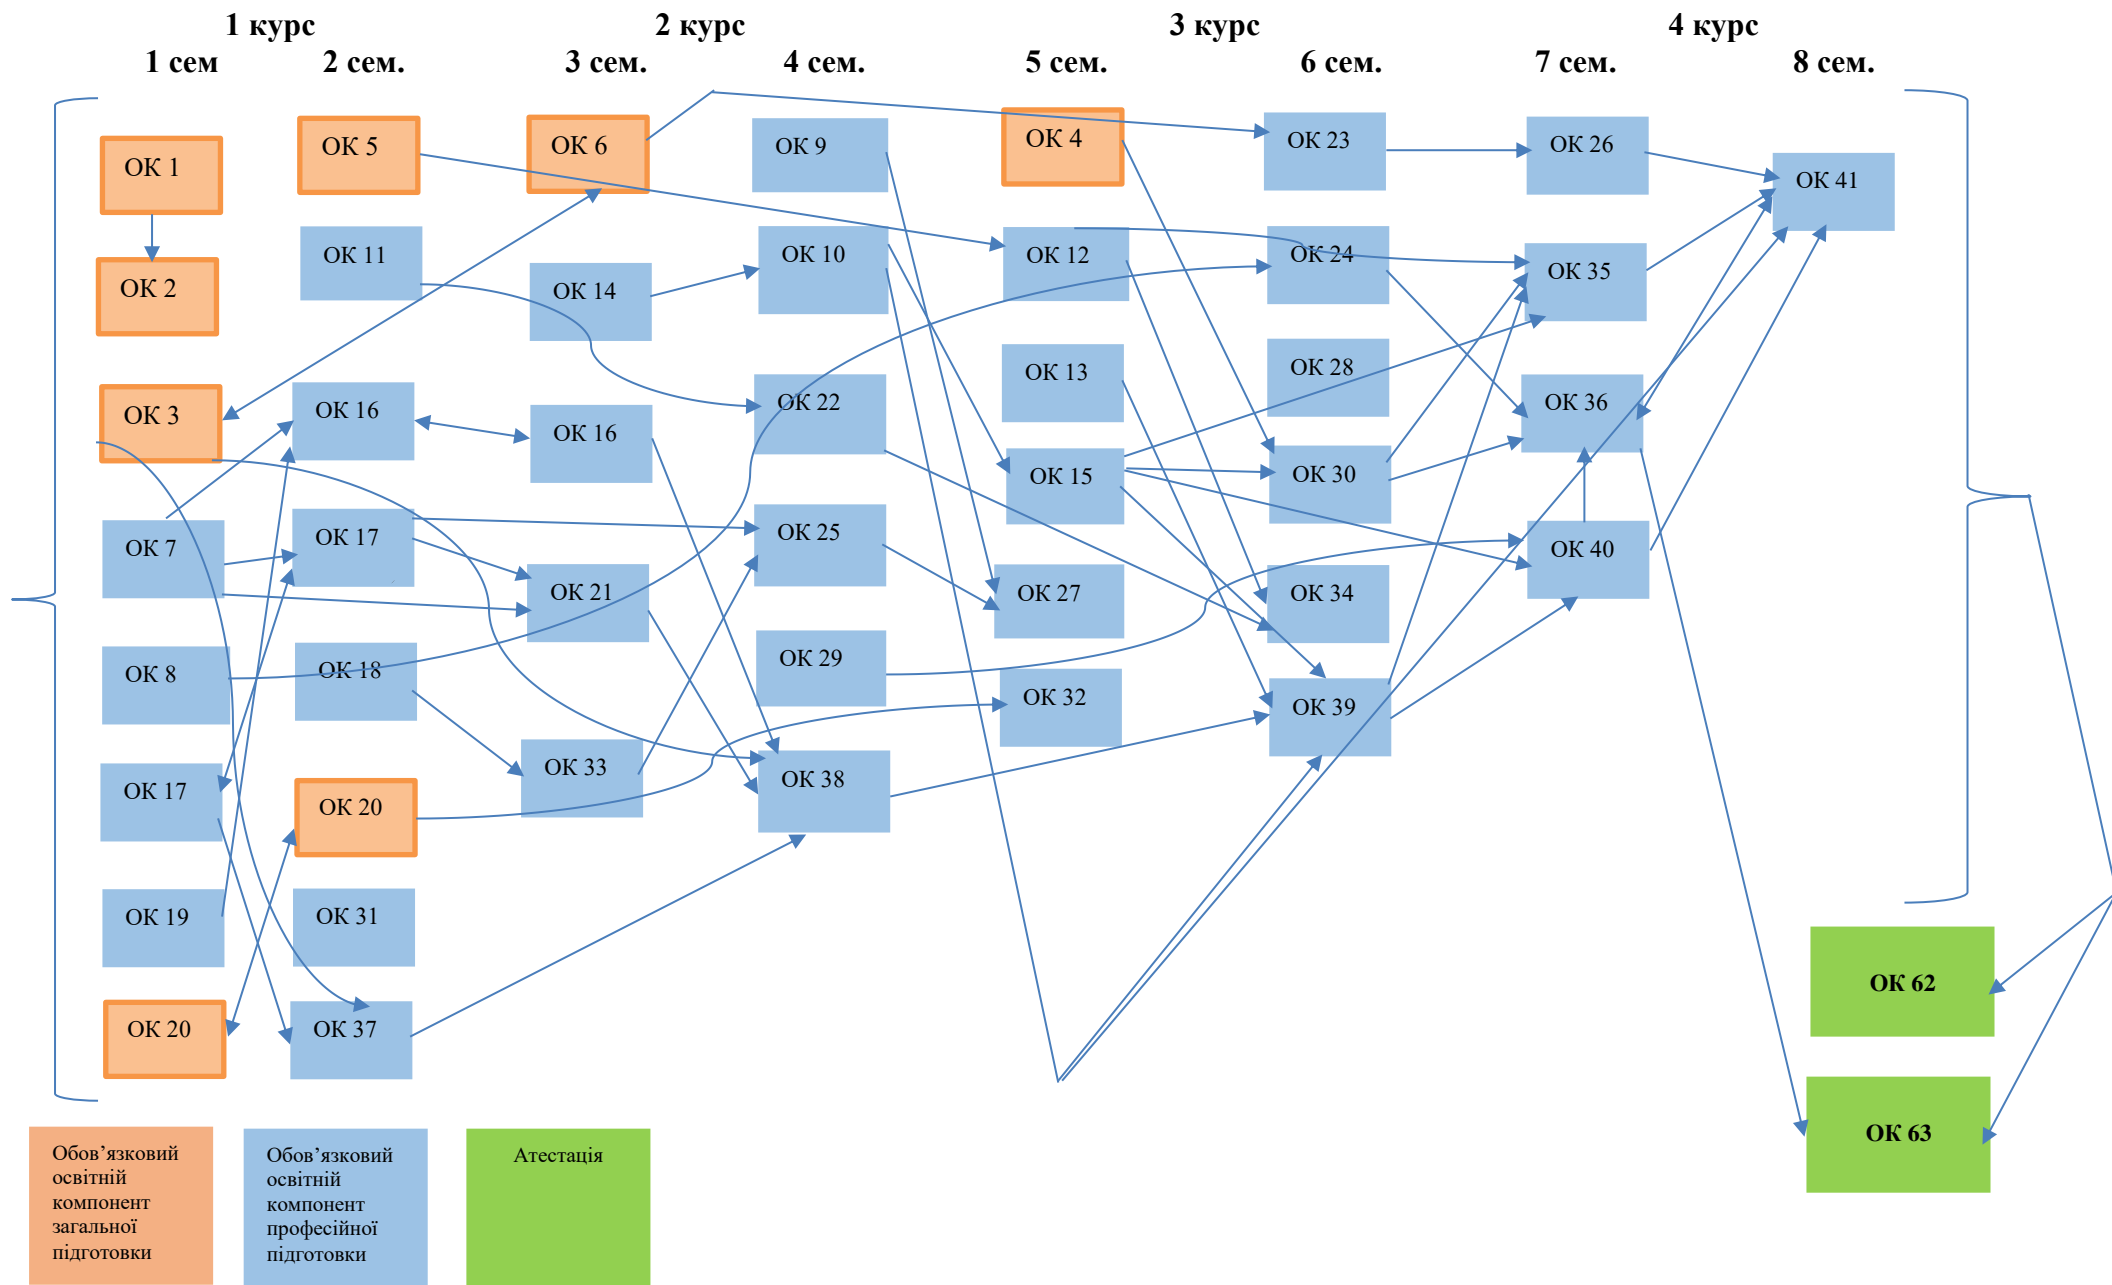 1 курс 2 курс 3 курс 4 курс
1 сем 2 сем. 3 сем. 4 сем. 5 сем. 6 сем. 7 сем. 8 сем.
ОК 1
ОК 2
ОК 3
ОК 7
ОК 8
ОК 17
ОК 19
ОК 20
ОК 5
ОК 11
ОК 16
ОК 17
ОК 18
ОК 20
ОК 31
ОК 37
ОК 6
ОК 14
ОК 16
ОК 21
ОК 33
ОК 9
ОК 10
ОК 22
ОК 25
ОК 29
ОК 38
ОК 4
ОК 12
ОК 13
ОК 15
ОК 27
ОК 32
ОК 23
ОК 24
ОК 28
ОК 30
ОК 34
ОК 39
ОК 26
ОК 35
ОК 36
ОК 40
ОК 41
ОК 62
ОК 63
Обов’язковий
освітній
компонент
загальної
підготовки
Обов’язковий
освітній
компонент
професійної
підготовки
Атестація